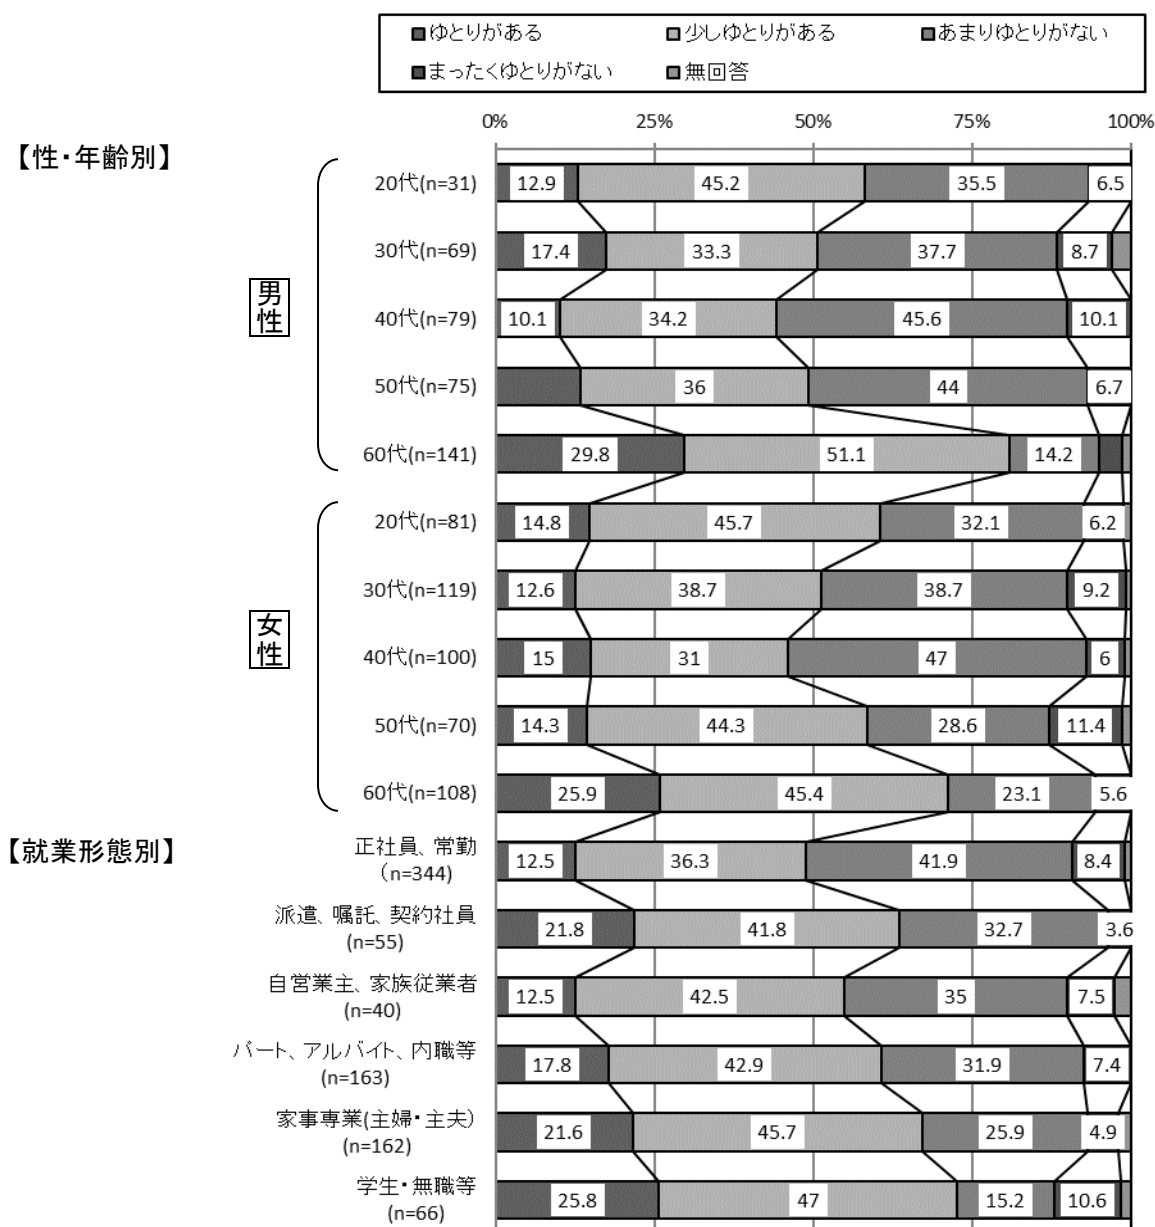 ■ゆとりがある ■少しゆとりがある ■あまりゆとりがない
■まったくゆとりがない ■無回答
0% 25% 50% 75% 100%
【性・年齢別】
男性
20代(n=31) 12.9 45.2 35.5 6.5
30代(n=69) 17.4 33.3 37.7 8.7
40代(n=79) 10.1 34.2 45.6 10.1
50代(n=75) 36 44 6.7
60代(n=141) 29.8 51.1 14.2
女性
20代(n=81) 14.8 45.7 32.1 6.2
30代(n=119) 12.6 38.7 38.7 9.2
40代(n=100) 15 31 47 6
50代(n=70) 14.3 44.3 28.6 11.4
60代(n=108) 25.9 45.4 23.1 5.6
【就業形態別】
正社員、常勤
(n=344) 12.5 36.3 41.9 8.4
派遣、嘱託、契約社員
(n=55) 21.8 41.8 32.7 3.6
自営業主、家族従業者
(n=40) 12.5 42.5 35 7.5
パート、アルバイト、内職等
(n=163) 17.8 42.9 31.9 7.4
家事専業(主婦・主夫)
(n=162) 21.6 45.7 25.9 4.9
学生・無職等
(n=66) 25.8 47 15.2 10.6